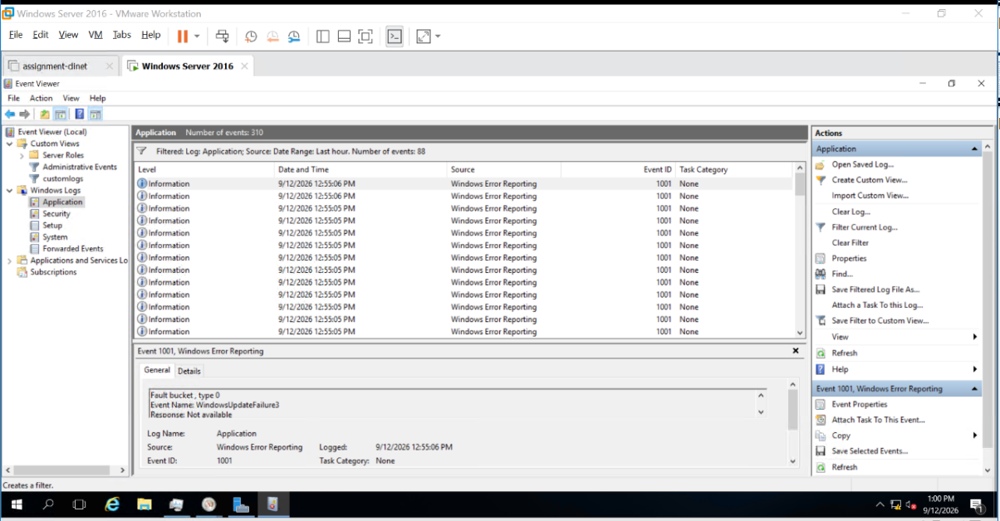 Windows Server 2016 - VMware Workstation
File Edit View VM Tabs Help
assignment-dlnet Windows Server 2016
Event Viewer
File Action View Help
Event Viewer (Local)
Custom Views
Server Roles
Administrative Events
customlogs
Windows Logs
Application
Security
Setup
System
Forwarded Events
Applications and Services Lo
Subscriptions
Application Number of events: 310
Filtered: Log: Application; Source: Date Range: Last hour. Number of events: 88
Level Date and Time Source Event ID Task Category
Information 9/12/2026 12:55:06 PM Windows Error Reporting 1001 None
Information 9/12/2026 12:55:06 PM Windows Error Reporting 1001 None
Information 9/12/2026 12:55:05 PM Windows Error Reporting 1001 None
Information 9/12/2026 12:55:05 PM Windows Error Reporting 1001 None
Information 9/12/2026 12:55:05 PM Windows Error Reporting 1001 None
Information 9/12/2026 12:55:05 PM Windows Error Reporting 1001 None
Information 9/12/2026 12:55:05 PM Windows Error Reporting 1001 None
Information 9/12/2026 12:55:05 PM Windows Error Reporting 1001 None
Information 9/12/2026 12:55:05 PM Windows Error Reporting 1001 None
Information 9/12/2026 12:55:05 PM Windows Error Reporting 1001 None
Information 9/12/2026 12:55:05 PM Windows Error Reporting 1001 None
Information 9/12/2026 12:55:05 PM Windows Error Reporting 1001 None
Information 9/12/2026 12:55:05 PM Windows Error Reporting 1001 None
Event 1001, Windows Error Reporting
General Details
Fault bucket , type 0
Event Name: WindowsUpdateFailure3
Response: Not available
Log Name: Application
Source: Windows Error Reporting Logged: 9/12/2026 12:55:06 PM
Event ID: 1001 Task Category: None
Actions
Application
Open Saved Log...
Create Custom View...
Import Custom View...
Clear Log...
Filter Current Log...
Clear Filter
Properties
Find...
Save Filtered Log File As...
Attach a Task To this Log...
Save Filter to Custom View...
View
Refresh
Help
Event 1001, Windows Error Reporting
Event Properties
Attach Task To This Event...
Copy
Save Selected Events...
Refresh
Creates a filter.
1:00 PM
9/12/2026
1